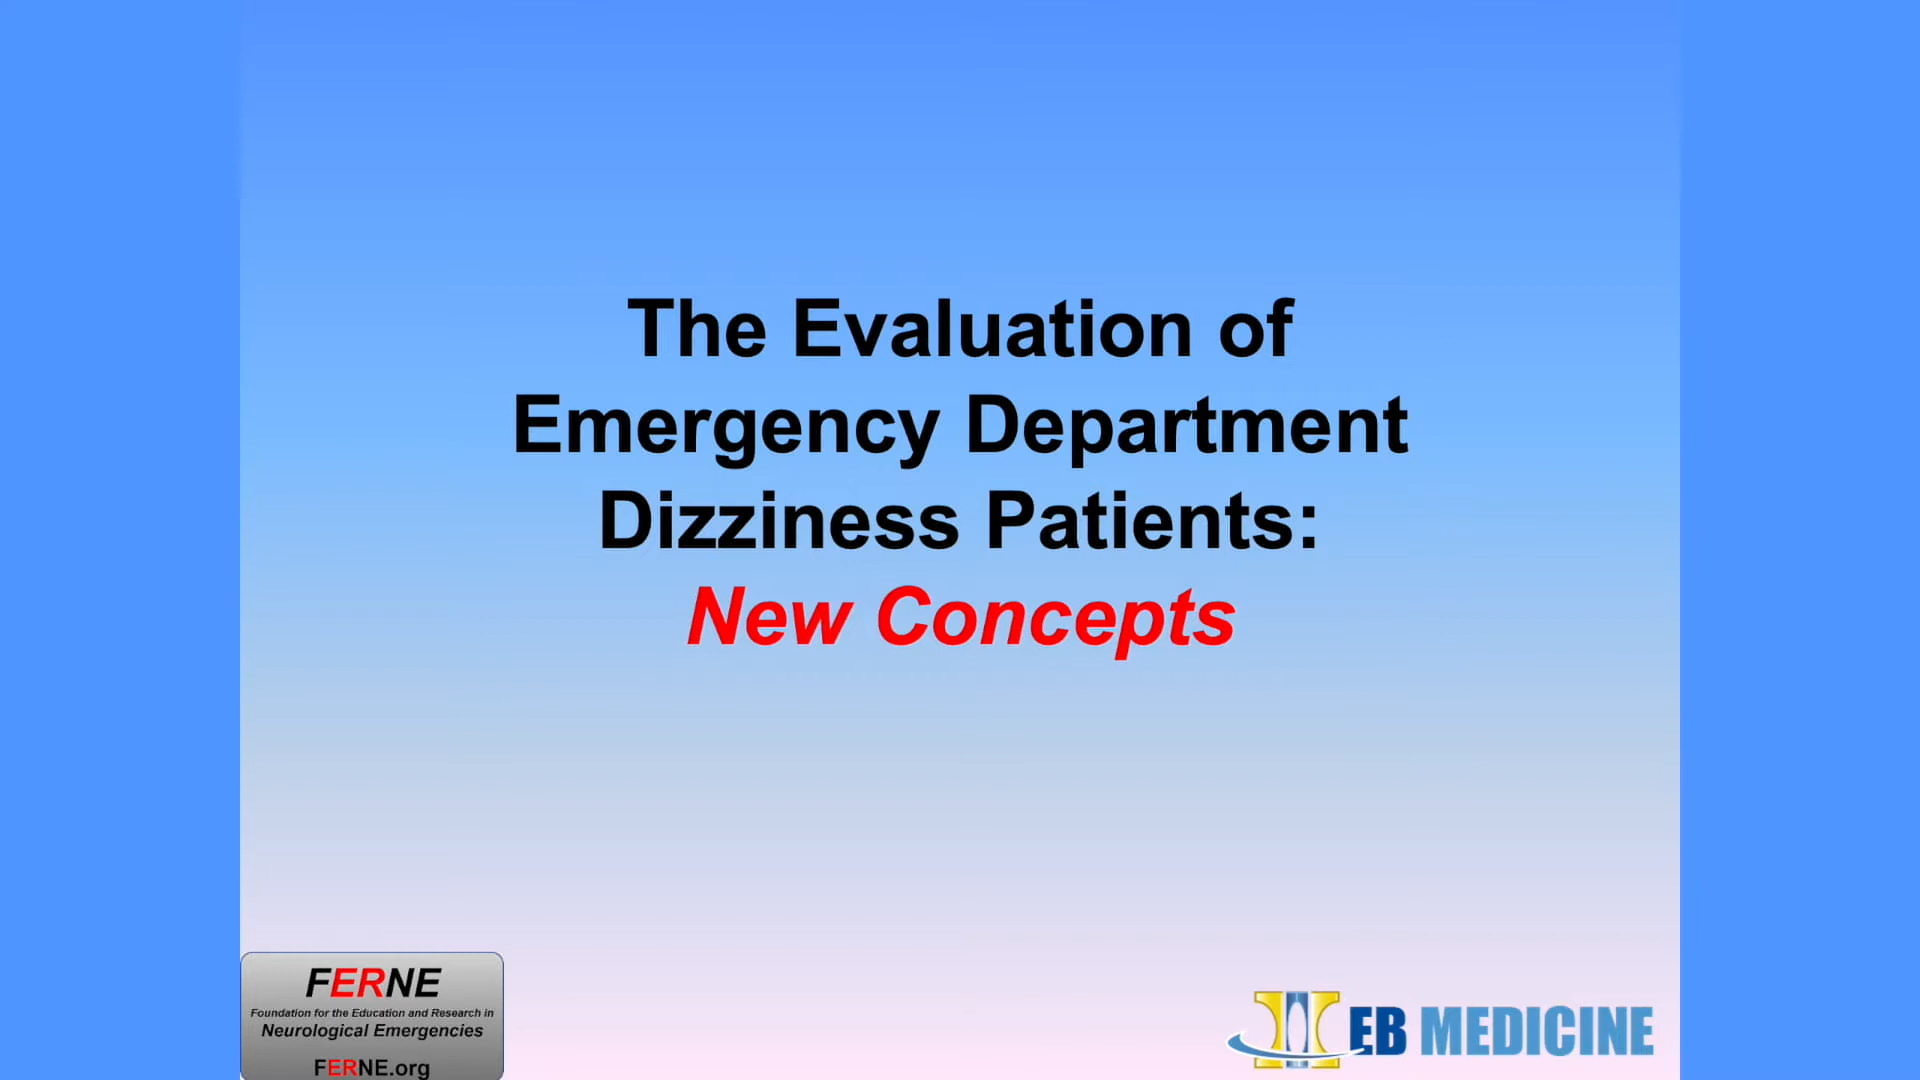 The Evaluation of
Emergency Department
Dizziness Patients:
New Concepts
FERNE
Foundation for the Education and Research in
Neurological Emergencies
FERNE.org
EB MEDICINE